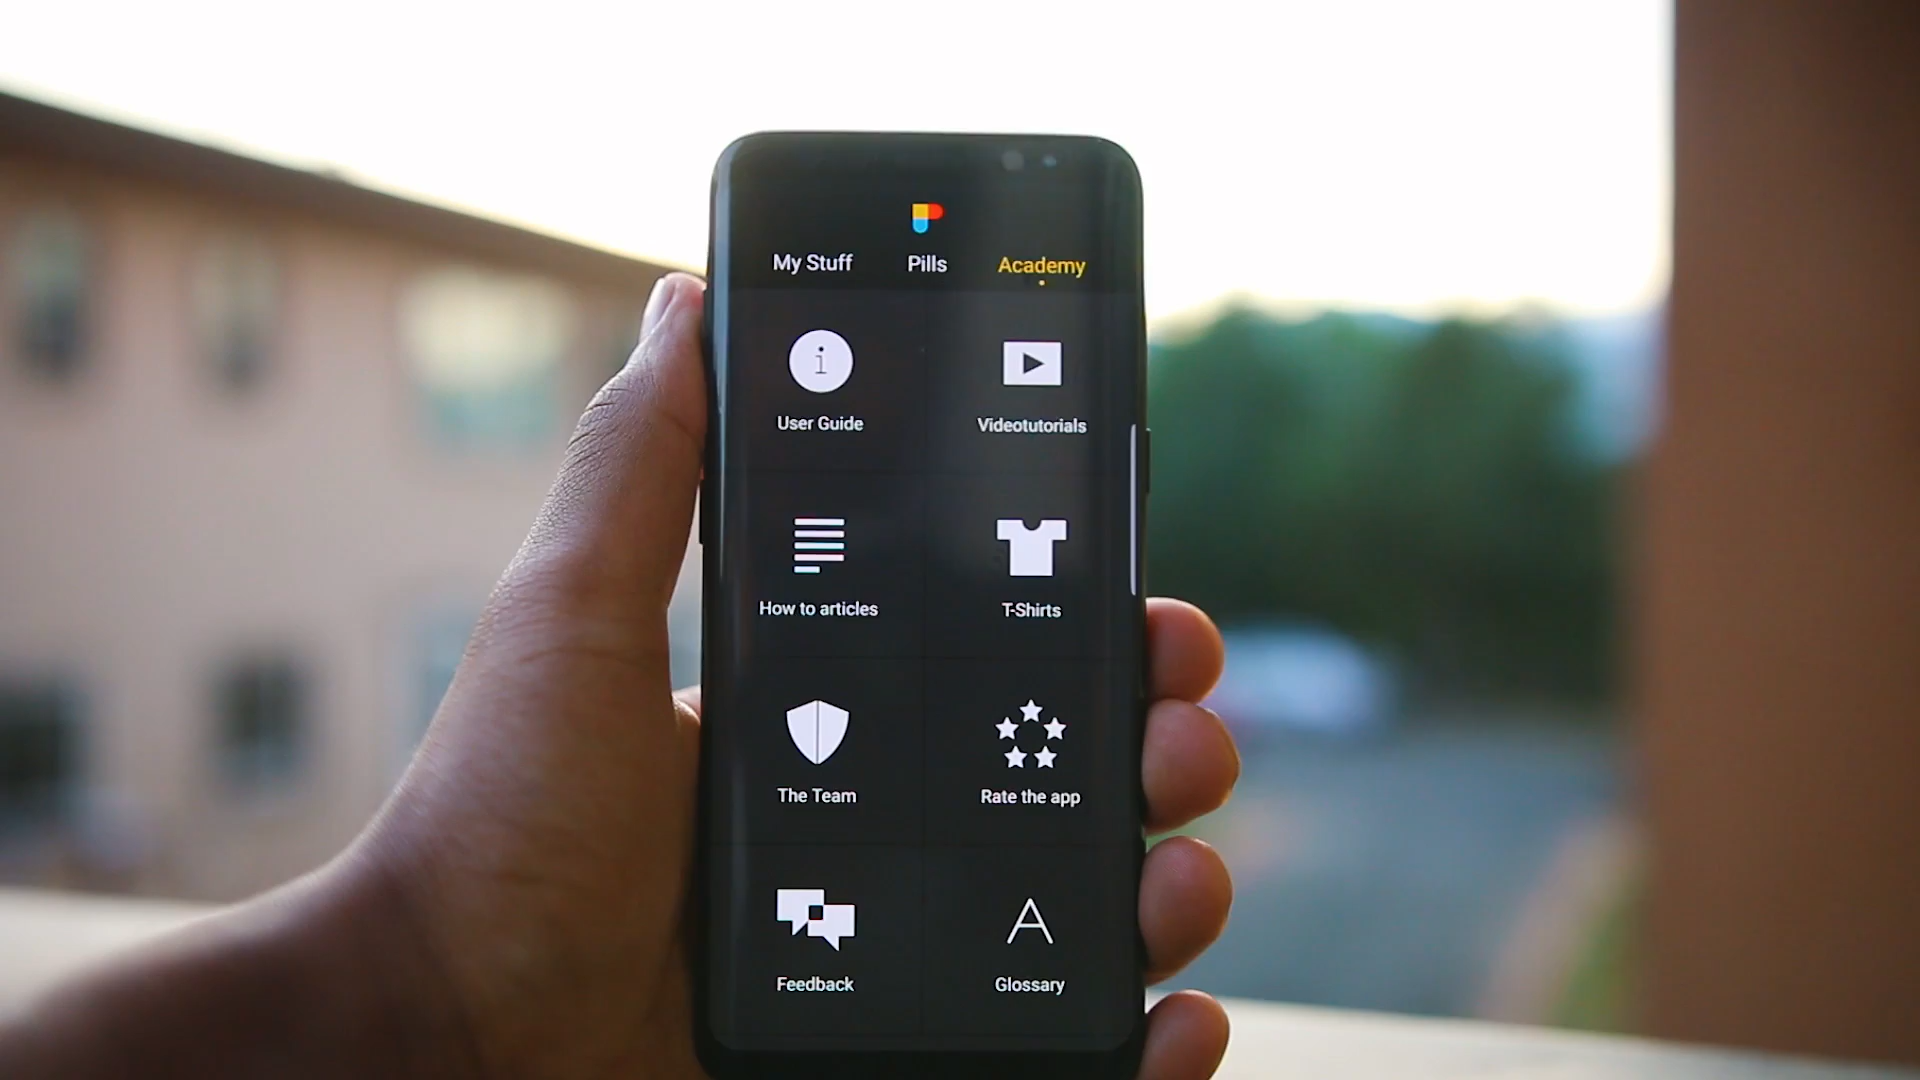 My Stuff Pills Academy
User Guide Videotutorials
How to articles T-Shirts
The Team Rate the app
Feedback Glossary